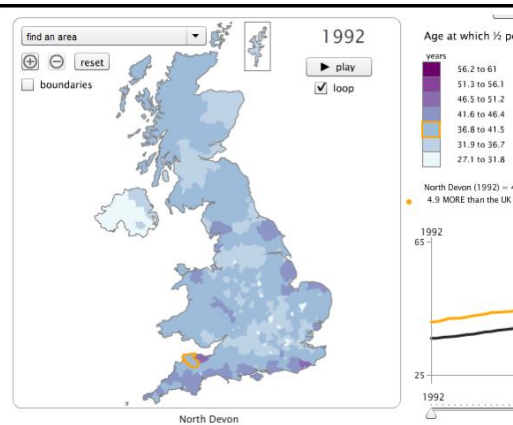 find an area
1992
reset
play
boundaries
loop
North Devon
Age at which ½
years
56.2 to 61
51.3 to 56.1
46.5 to 51.2
41.6 to 46.4
36.8 to 41.5
31.9 to 36.7
27.1 to 31.8
North Devon (1992) =
4.9 MORE than the UK
1992
65
25
1992